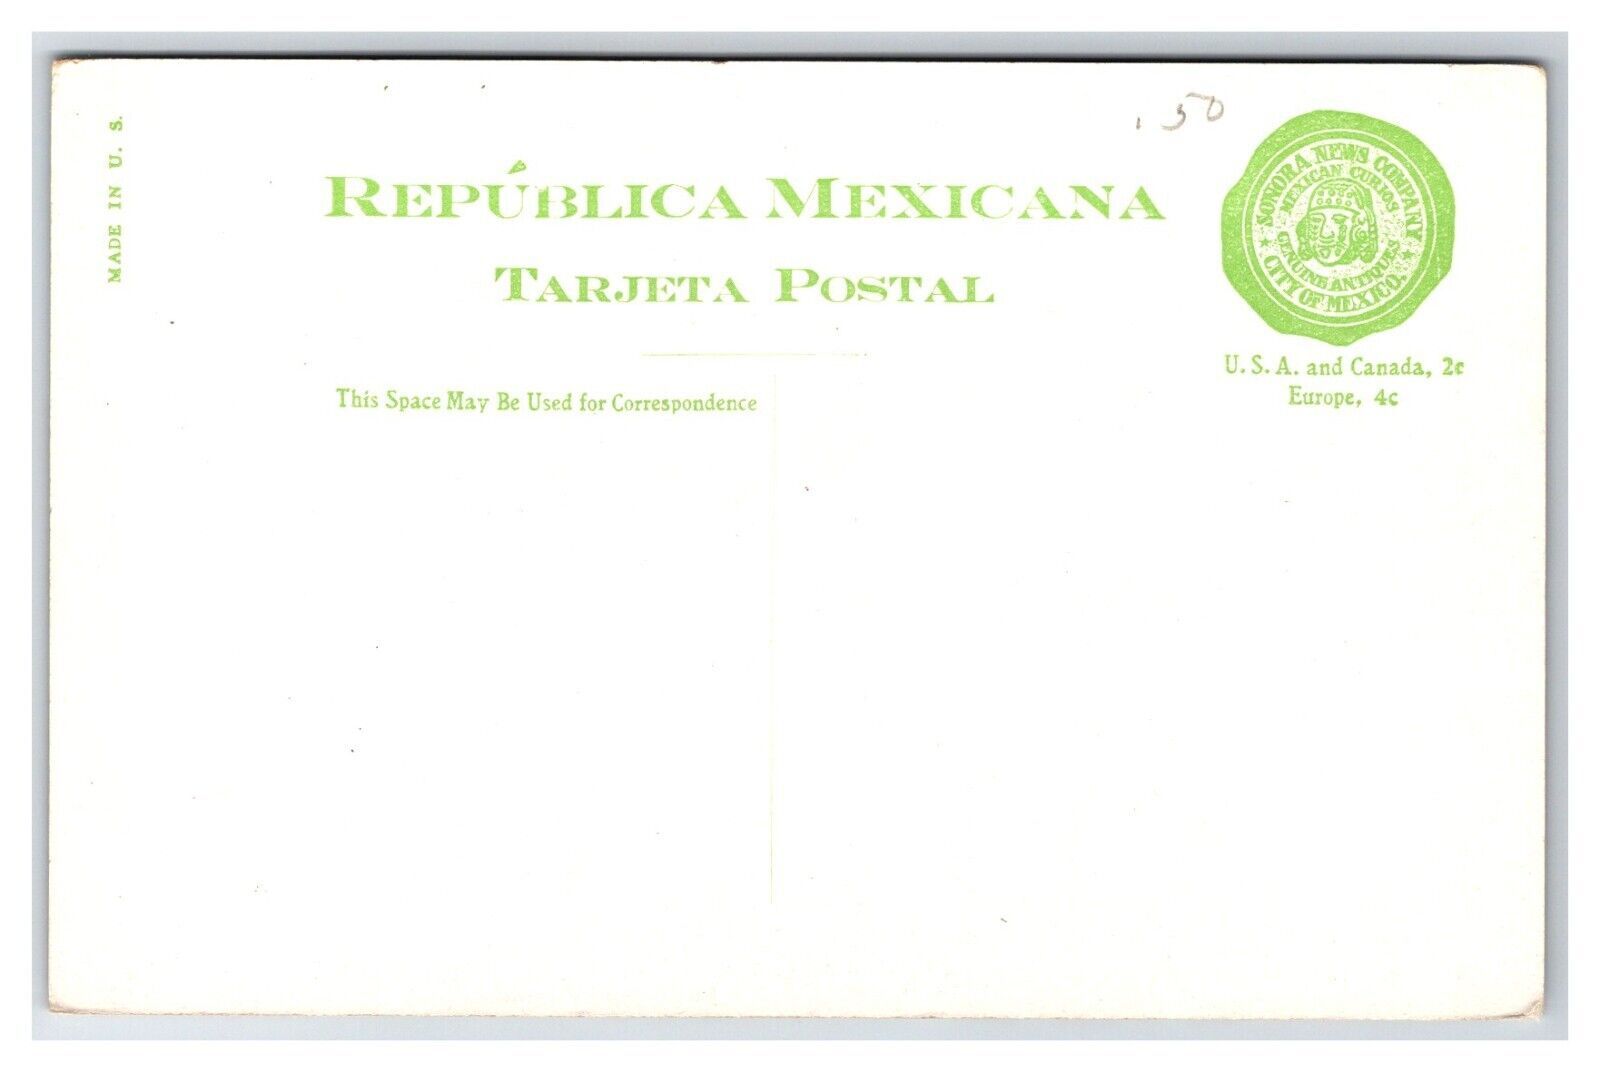 MADE IN U. S.
.50
REPÚBLICA MEXICANA
TARJETA POSTAL
SONORA NEWS COMPANY
MEXICAN CURIOS
GENUINE ANTIQUES
CITY OF MEXICO
U. S. A. and Canada, 2c
Europe, 4c
This Space May Be Used for Correspondence